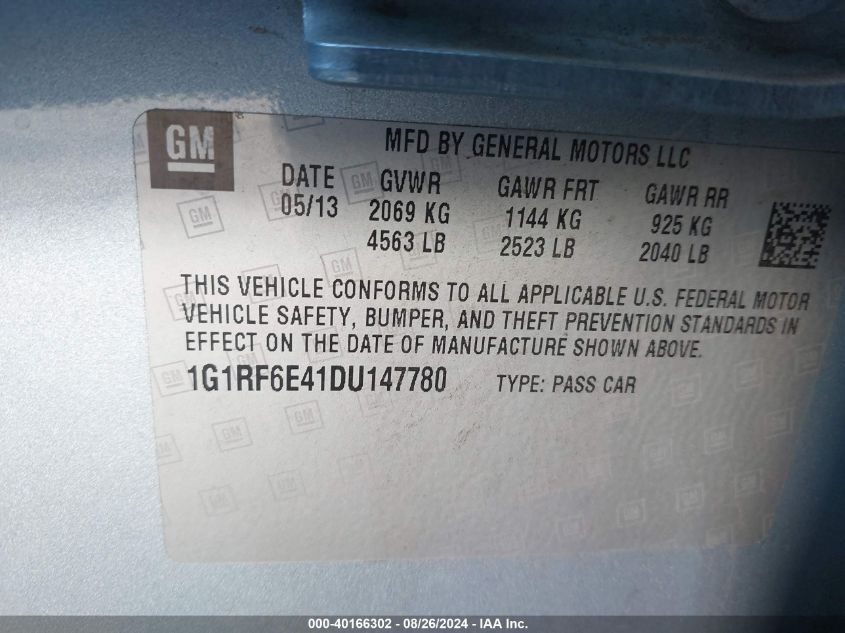 GM
MFD BY GENERAL MOTORS LLC
DATE GVWR GAWR FRT GAWR RR
05/13 2069 KG 1144 KG 925 KG
4563 LB 2523 LB 2040 LB
THIS VEHICLE CONFORMS TO ALL APPLICABLE U.S. FEDERAL MOTOR
VEHICLE SAFETY, BUMPER, AND THEFT PREVENTION STANDARDS IN
EFFECT ON THE DATE OF MANUFACTURE SHOWN ABOVE.
1G1RF6E41DU147780 TYPE: PASS CAR
000-40166302 - 08/26/2024 - IAA Inc.